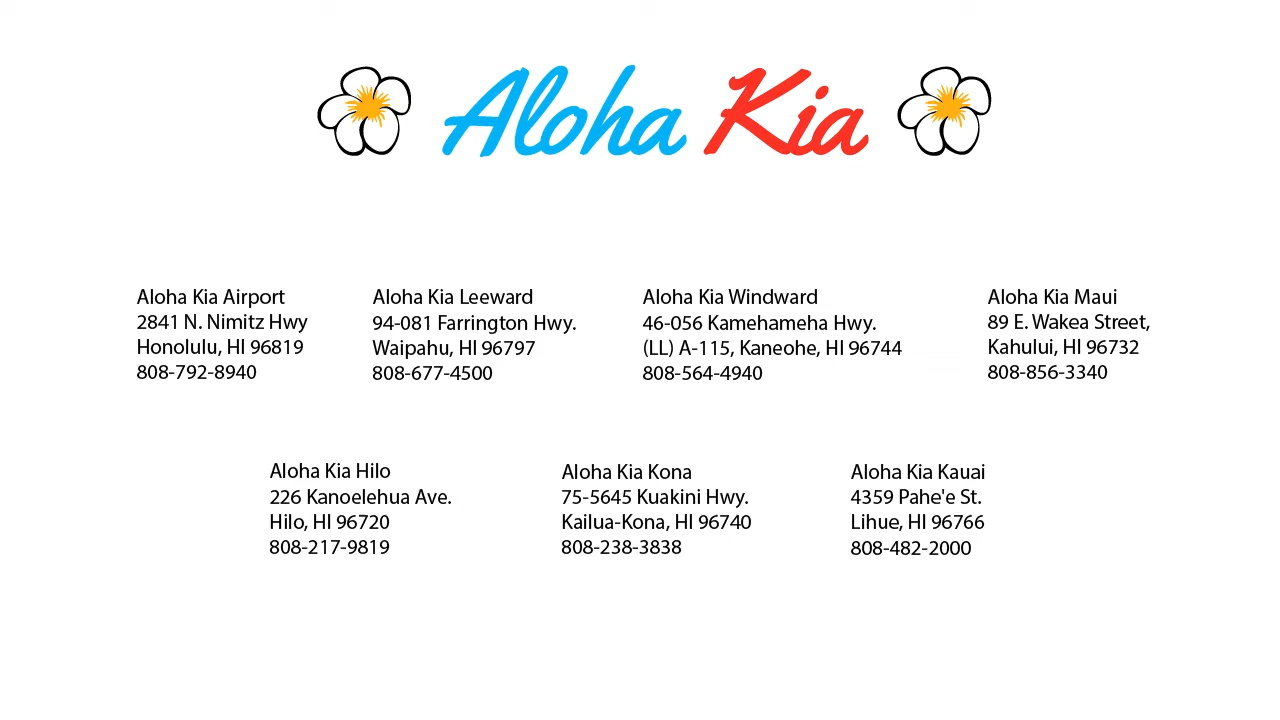 Aloha Kia
Aloha Kia Airport
2841 N. Nimitz Hwy
Honolulu, HI 96819
808-792-8940
Aloha Kia Leeward
94-081 Farrington Hwy.
Waipahu, HI 96797
808-677-4500
Aloha Kia Windward
46-056 Kamehameha Hwy.
(LL) A-115, Kaneohe, HI 96744
808-564-4940
Aloha Kia Maui
89 E. Wakea Street,
Kahului, HI 96732
808-856-3340
Aloha Kia Hilo
226 Kanoelehua Ave.
Hilo, HI 96720
808-217-9819
Aloha Kia Kona
75-5645 Kuakini Hwy.
Kailua-Kona, HI 96740
808-238-3838
Aloha Kia Kauai
4359 Pahe'e St.
Lihue, HI 96766
808-482-2000